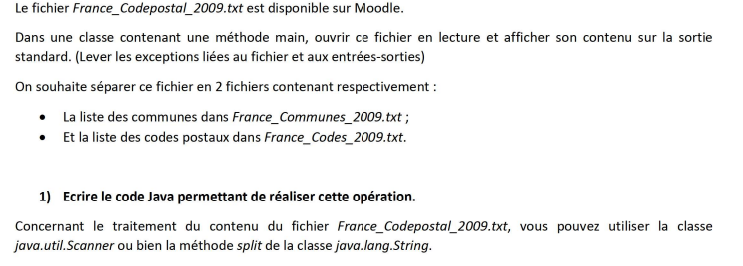 Le fichier France_Codepostal_2009.txt est disponible sur Moodle.
Dans une classe contenant une méthode main, ouvrir ce fichier en lecture et afficher son contenu sur la sortie
standard. (Lever les exceptions liées au fichier et aux entrées-sorties)
On souhaite séparer ce fichier en 2 fichiers contenant respectivement :
• La liste des communes dans France_Communes_2009.txt ;
• Et la liste des codes postaux dans France_Codes_2009.txt.
1) Ecrire le code Java permettant de réaliser cette opération.
Concernant le traitement du contenu du fichier France_Codepostal_2009.txt, vous pouvez utiliser la classe
java.util.Scanner ou bien la méthode split de la classe java.lang.String.